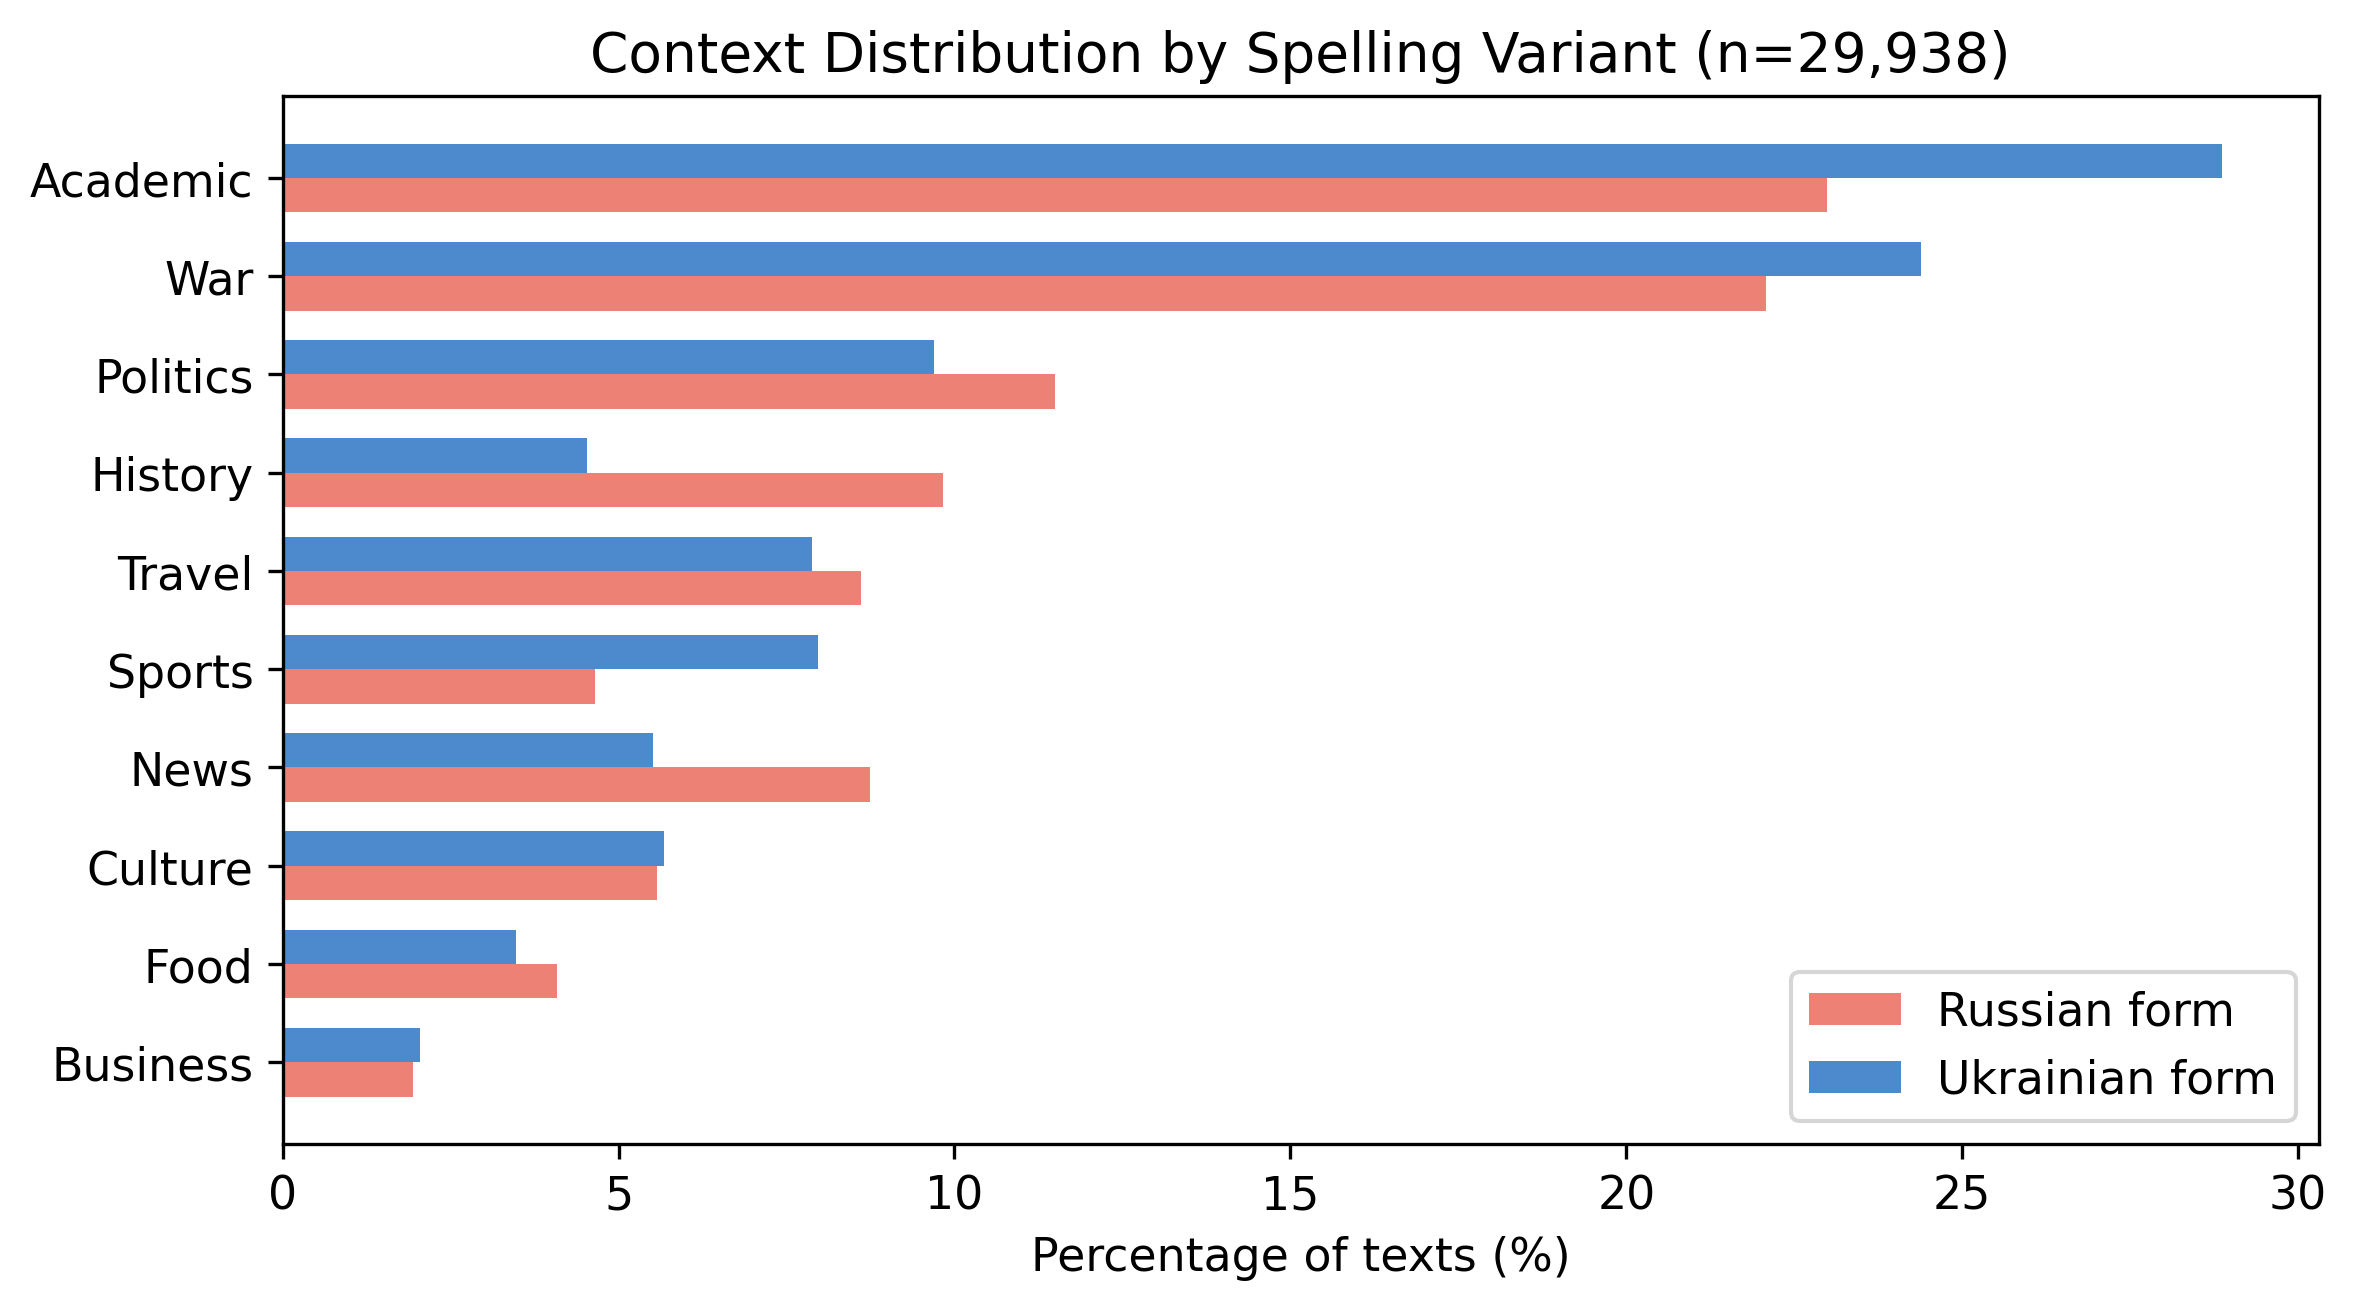 Context Distribution by Spelling Variant (n=29,938)
Academic
War
Politics
History
Travel
Sports
News
Culture
Food
Business
Russian form
Ukrainian form
0 5 10 15 20 25 30
Percentage of texts (%)